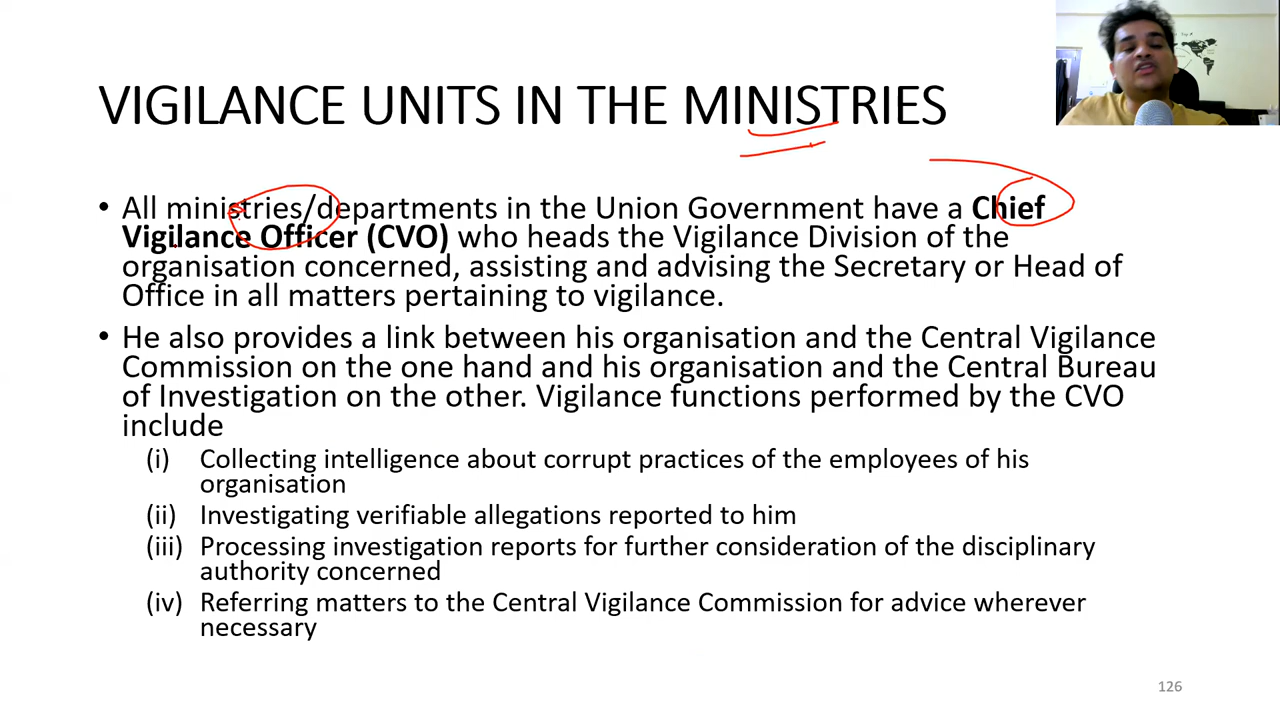 VIGILANCE UNITS IN THE MINISTRIES
• All ministries/departments in the Union Government have a Chief
Vigilance Officer (CVO) who heads the Vigilance Division of the
organisation concerned, assisting and advising the Secretary or Head of
Office in all matters pertaining to vigilance.
• He also provides a link between his organisation and the Central Vigilance
Commission on the one hand and his organisation and the Central Bureau
of Investigation on the other. Vigilance functions performed by the CVO
include
(i) Collecting intelligence about corrupt practices of the employees of his
organisation
(ii) Investigating verifiable allegations reported to him
(iii) Processing investigation reports for further consideration of the disciplinary
authority concerned
(iv) Referring matters to the Central Vigilance Commission for advice wherever
necessary
126